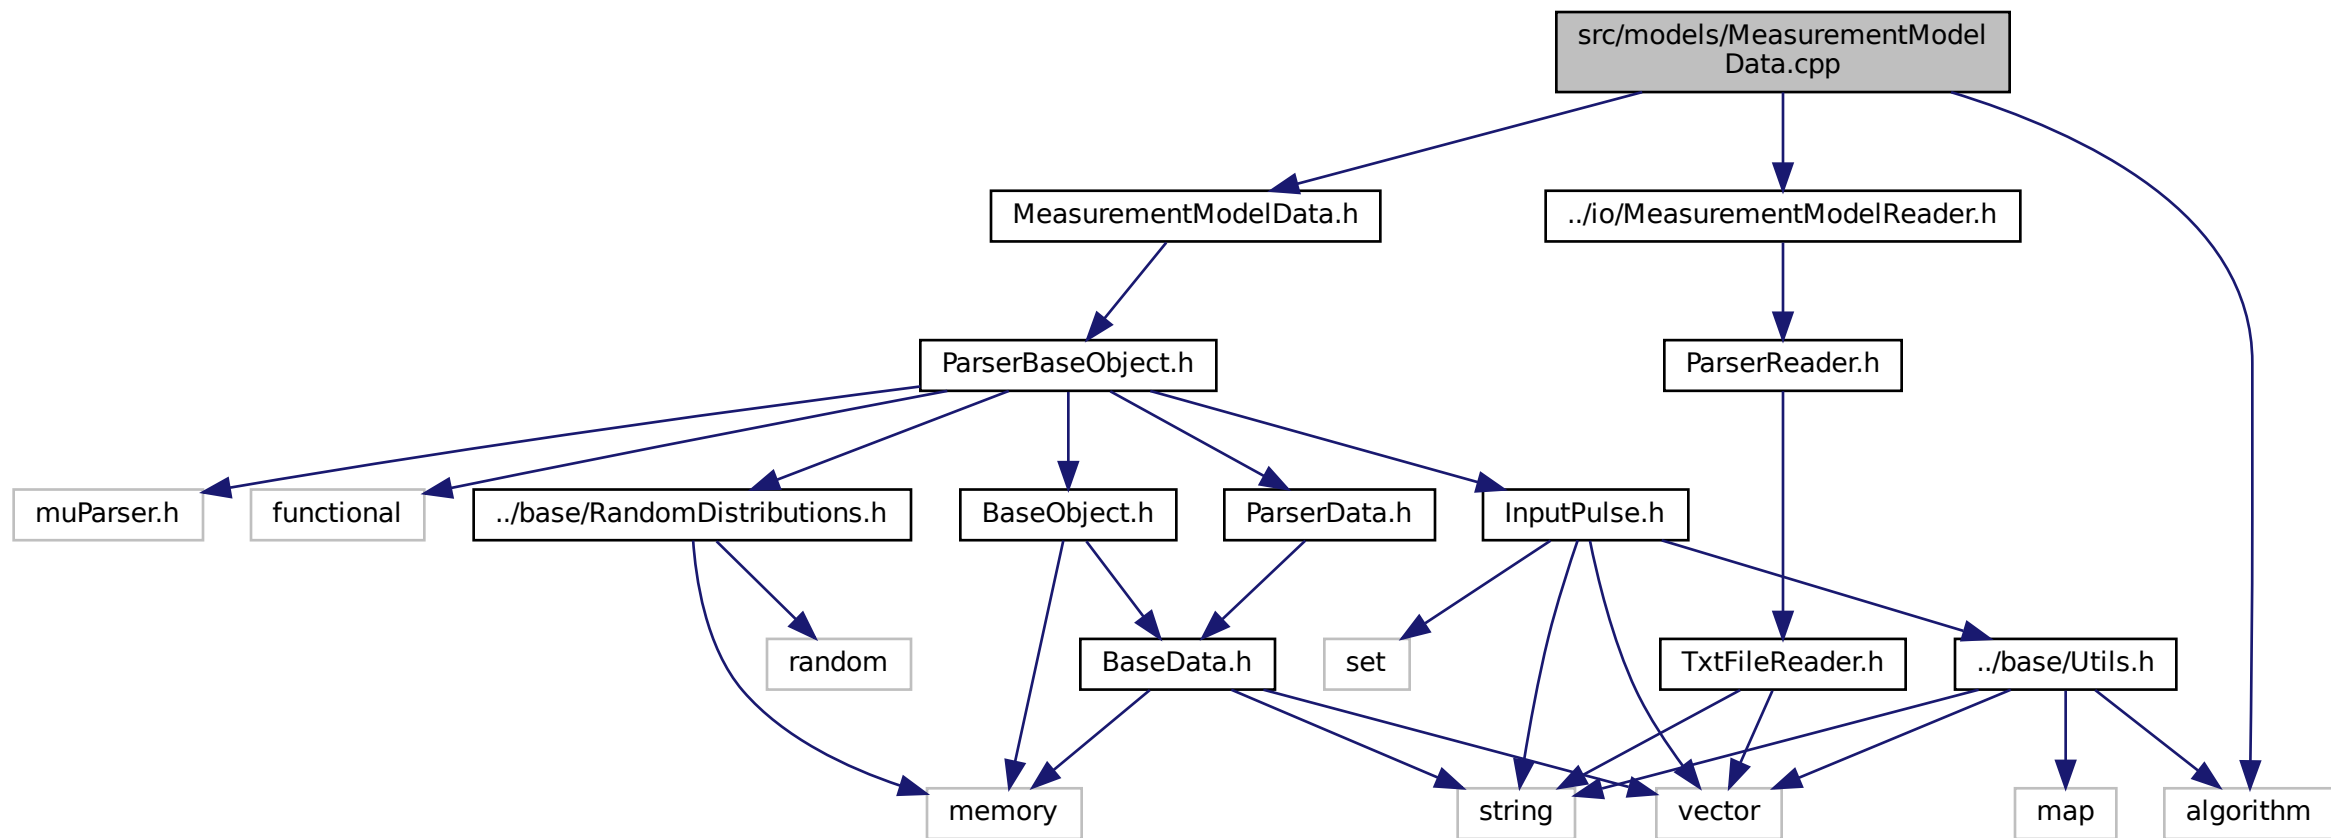 src/models/MeasurementModel
Data.cpp
MeasurementModelData.h
../io/MeasurementModelReader.h
ParserBaseObject.h
ParserReader.h
muParser.h
functional
../base/RandomDistributions.h
BaseObject.h
ParserData.h
InputPulse.h
random
BaseData.h
set
TxtFileReader.h
../base/Utils.h
memory
string
vector
map
algorithm